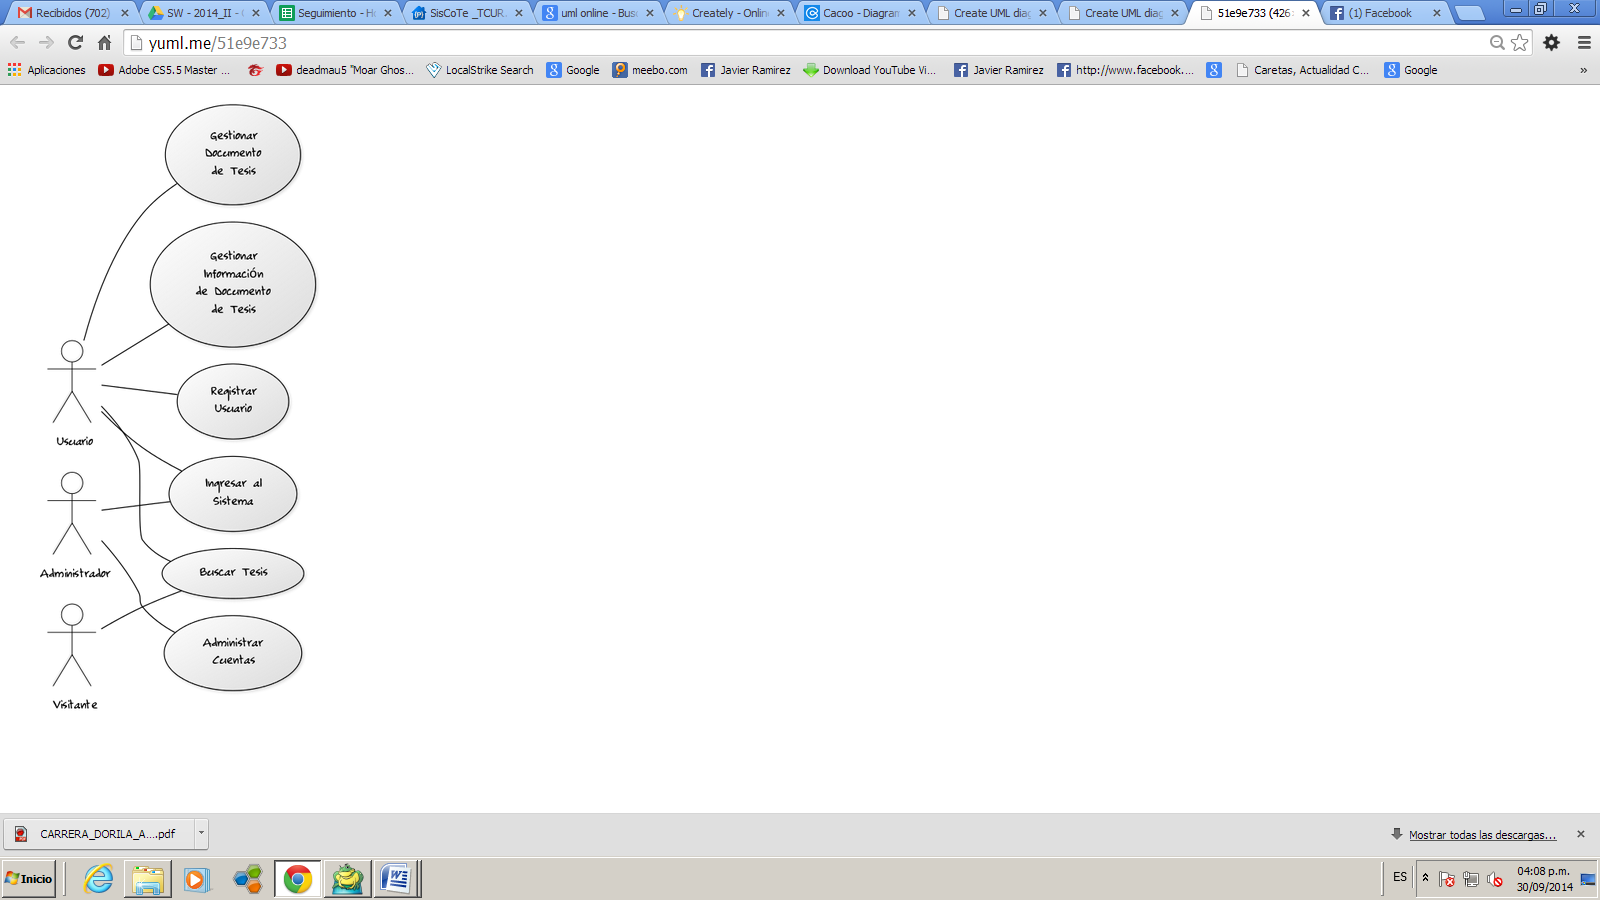 Recibidos (702)
SW - 2014_II -
Seguimiento - H
SisCoTe _TCUR
uml online - Bus
Creately - Online
Cacoo - Diagram
Create UML diag
Create UML diag
51e9e733 (426
(1) Facebook
yuml.me/51e9e733
Aplicaciones
Adobe CS5.5 Master ...
deadmau5 "Moar Ghos...
LocalStrike Search
Google
meebo.com
Javier Ramirez
Download YouTube Vi...
Javier Ramirez
http://www.facebook....
Caretas, Actualidad C...
Google
»
Gestionar
Documento
de Tesis
Gestionar
Información
de Documento
de Tesis
Registrar
Usuario
Usuario
Ingresar al
Sistema
Administrador
Buscar Tesis
Administrar
Cuentas
Visitante
CARRERA_DORILA_A....pdf
Mostrar todas las descargas...
Inicio
ES
04:08 p.m.
30/09/2014